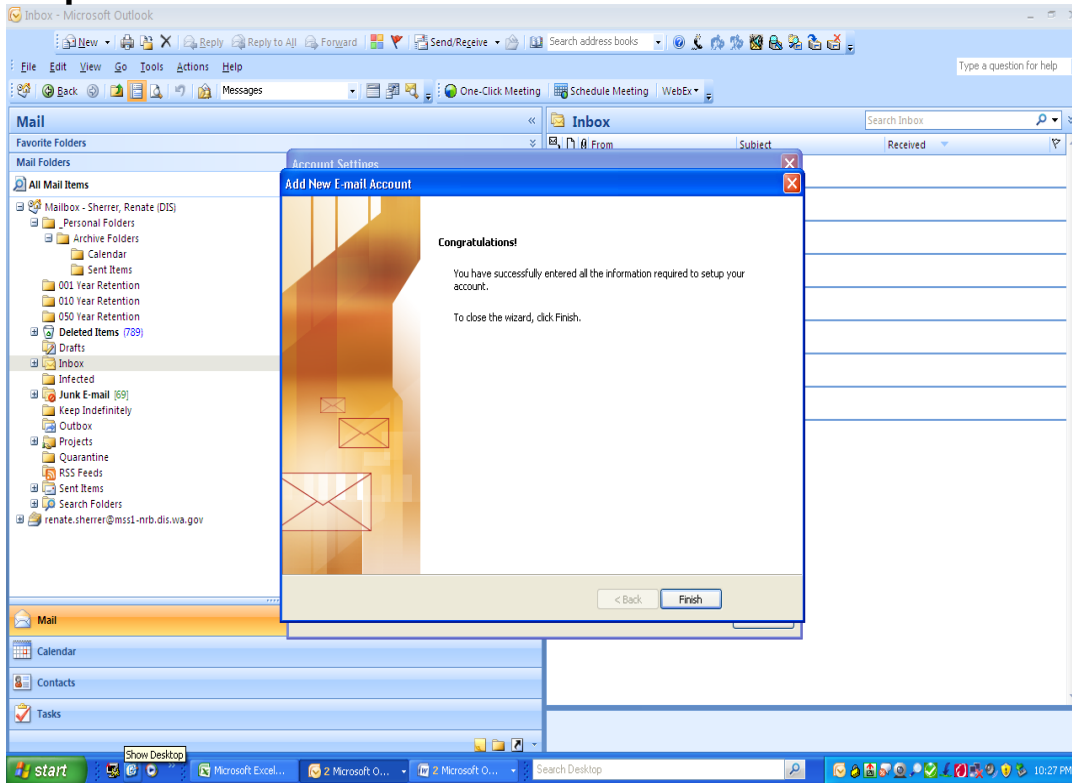 Inbox - Microsoft Outlook
New Reply Reply to All Forward Send/Receive Search address books
File Edit View Go Tools Actions Help
Type a question for help
Back Messages One-Click Meeting Schedule Meeting WebEx
Mail
Inbox
Search Inbox
Favorite Folders
From Subject Received
Mail Folders
Account Settings
All Mail Items
Add New E-mail Account
Mailbox - Sherrer, Renate (DIS)
_Personal Folders
Archive Folders
Calendar
Sent Items
001 Year Retention
010 Year Retention
050 Year Retention
Deleted Items (789)
Drafts
Inbox
Infected
Junk E-mail [69]
Keep Indefinitely
Outbox
Projects
Quarantine
RSS Feeds
Sent Items
Search Folders
renate.sherrer@mss1-nrb.dis.wa.gov
Congratulations!
You have successfully entered all the information required to setup your
account.
To close the wizard, click Finish.
< Back Finish
Mail
Calendar
Contacts
Tasks
Show Desktop
start Microsoft Excel... 2 Microsoft O... 2 Microsoft O... Search Desktop 10:27 PM